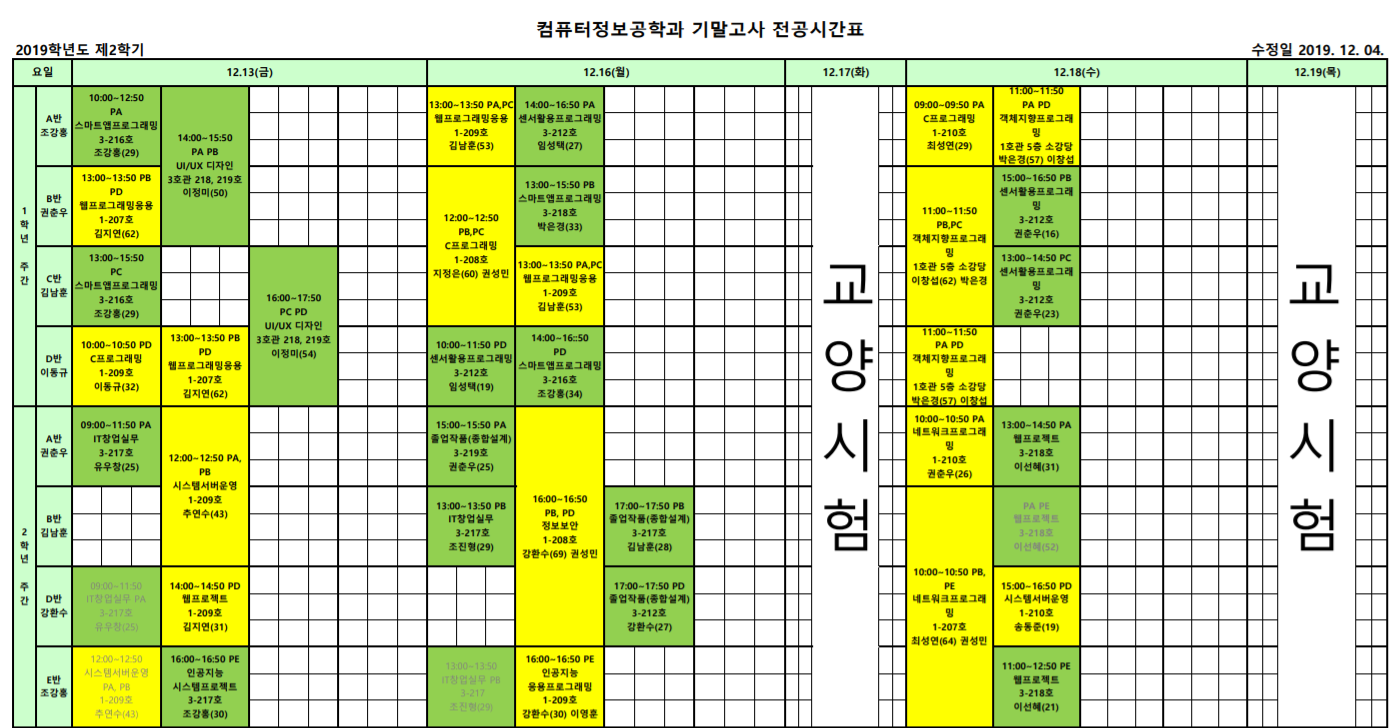 컴퓨터정보공학과 기말고사 전공시간표
2019학년도 제2학기
수정일 2019. 12. 04.
요일
12.13(금)
12.16(월)
12.17(화)
12.18(수)
12.19(목)
1
학
년
주
간
A반
조강홍
10:00~12:50
PA
스마트앱프로그래밍
3-216호
조강홍(29)
14:00~15:50
PA PB
UI/UX 디자인
3호관 218, 219호
이정미(50)
13:00~13:50 PA,PC
웹프로그래밍응용
1-209호
김남훈(53)
14:00~16:50 PA
센서활용프로그래밍
3-212호
임성택(27)
09:00~09:50 PA
C프로그래밍
1-210호
최성연(29)
11:00~11:50
PA PD
객체지향프로그래
밍
1호관 5층 소강당
박은경(57) 이창섭
B반
권춘우
13:00~13:50 PB
PD
웹프로그래밍응용
1-207호
김지연(62)
12:00~12:50
PB,PC
C프로그래밍
1-208호
지정은(60) 권성민
13:00~15:50 PB
스마트앱프로그래밍
3-218호
박은경(33)
11:00~11:50
PB,PC
객체지향프로그래
밍
1호관 5층 소강당
이창섭(62) 박은경
15:00~16:50 PB
센서활용프로그래
밍
3-212호
권춘우(16)
C반
김남훈
13:00~15:50
PC
스마트앱프로그래밍
3-216호
조강홍(29)
16:00~17:50
PC PD
UI/UX 디자인
3호관 218, 219호
이정미(54)
13:00~13:50 PA,PC
웹프로그래밍응용
1-209호
김남훈(53)
13:00~14:50 PC
센서활용프로그래
밍
3-212호
권춘우(23)
D반
이동규
10:00~10:50 PD
C프로그래밍
1-209호
이동규(32)
13:00~13:50 PB
PD
웹프로그래밍응용
1-207호
김지연(62)
10:00~11:50 PD
센서활용프로그래밍
3-212호
임성택(19)
14:00~16:50
PD
스마트앱프로그래밍
3-216호
조강홍(34)
11:00~11:50
PA PD
객체지향프로그래
밍
1호관 5층 소강당
박은경(57) 이창섭
2
학
년
주
간
A반
권춘우
09:00~11:50 PA
IT창업실무
3-217호
유우창(25)
12:00~12:50 PA,
PB
시스템서버운영
1-209호
추연수(43)
15:00~15:50 PA
졸업작품(종합설계)
3-219호
권춘우(25)
16:00~16:50
PB, PD
정보보안
1-208호
강환수(69) 권성민
10:00~10:50 PA
네트워크프로그래
밍
1-210호
권춘우(26)
13:00~14:50 PA
웹프로젝트
3-218호
이선혜(31)
B반
김남훈
13:00~13:50 PB
IT창업실무
3-217호
조진형(29)
17:00~17:50 PB
졸업작품(종합설계)
3-217호
김남훈(28)
10:00~10:50 PB,
PE
네트워크프로그래
밍
1-207호
최성연(64) 권성민
PA PE
웹프로젝트
3-218호
이선혜(52)
D반
강환수
09:00~11:50
IT창업실무 PA
3-217호
유우창(25)
14:00~14:50 PD
웹프로젝트
1-209호
김지연(31)
17:00~17:50 PD
졸업작품(종합설계)
3-212호
강환수(27)
15:00~16:50 PD
시스템서버운영
1-210호
송동준(19)
E반
조강홍
12:00~12:50
시스템서버운영
PA, PB
1-209호
추연수(43)
16:00~16:50 PE
인공지능
시스템프로젝트
3-217호
조강홍(30)
13:00~13:50
IT창업실무 PB
3-217
조진형(29)
16:00~16:50 PE
인공지능
응용프로그래밍
1-209호
강환수(30) 이영훈
11:00~12:50 PE
웹프로젝트
3-218호
이선혜(21)
교
양
시
험
교
양
시
험